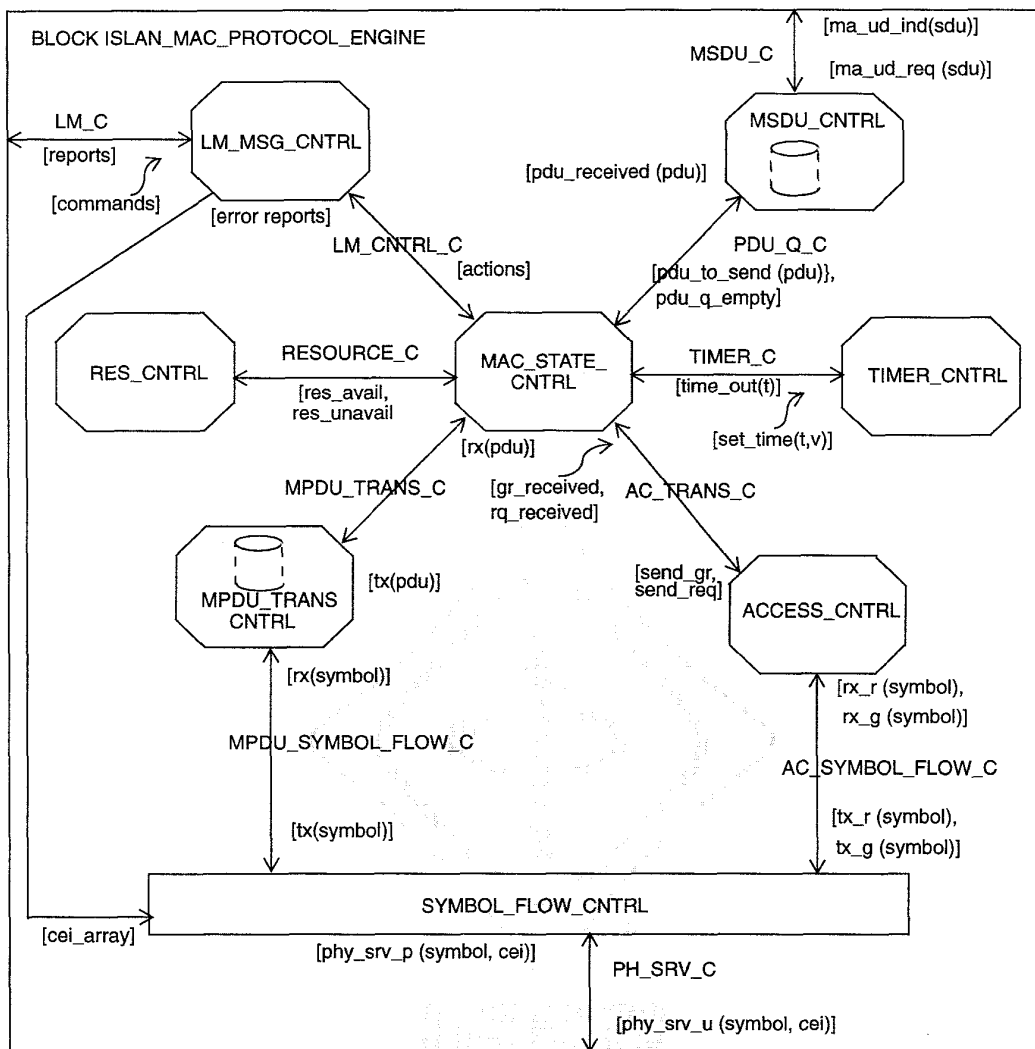 BLOCK ISLAN_MAC_PROTOCOL_ENGINE
[ma_ud_ind(sdu)]
MSDU_C
[ma_ud_req (sdu)]
LM_C
[reports]
[commands]
LM_MSG_CNTRL
[error reports]
MSDU_CNTRL
[pdu_received (pdu)]
LM_CNTRL_C
[actions]
PDU_Q_C
[pdu_to_send (pdu)},
pdu_q_empty]
RES_CNTRL
RESOURCE_C
[res_avail,
res_unavail
MAC_STATE_
CNTRL
TIMER_C
[time_out(t)]
[set_time(t,v)]
TIMER_CNTRL
[rx(pdu)]
MPDU_TRANS_C
[gr_received,
rq_received]
AC_TRANS_C
MPDU_TRANS
CNTRL
[tx(pdu)]
[send_gr,
send_req]
ACCESS_CNTRL
[rx(symbol)]
MPDU_SYMBOL_FLOW_C
[tx(symbol)]
[rx_r (symbol),
rx_g (symbol)]
AC_SYMBOL_FLOW_C
[tx_r (symbol),
tx_g (symbol)]
SYMBOL_FLOW_CNTRL
[cei_array]
[phy_srv_p (symbol, cei)]
PH_SRV_C
[phy_srv_u (symbol, cei)]